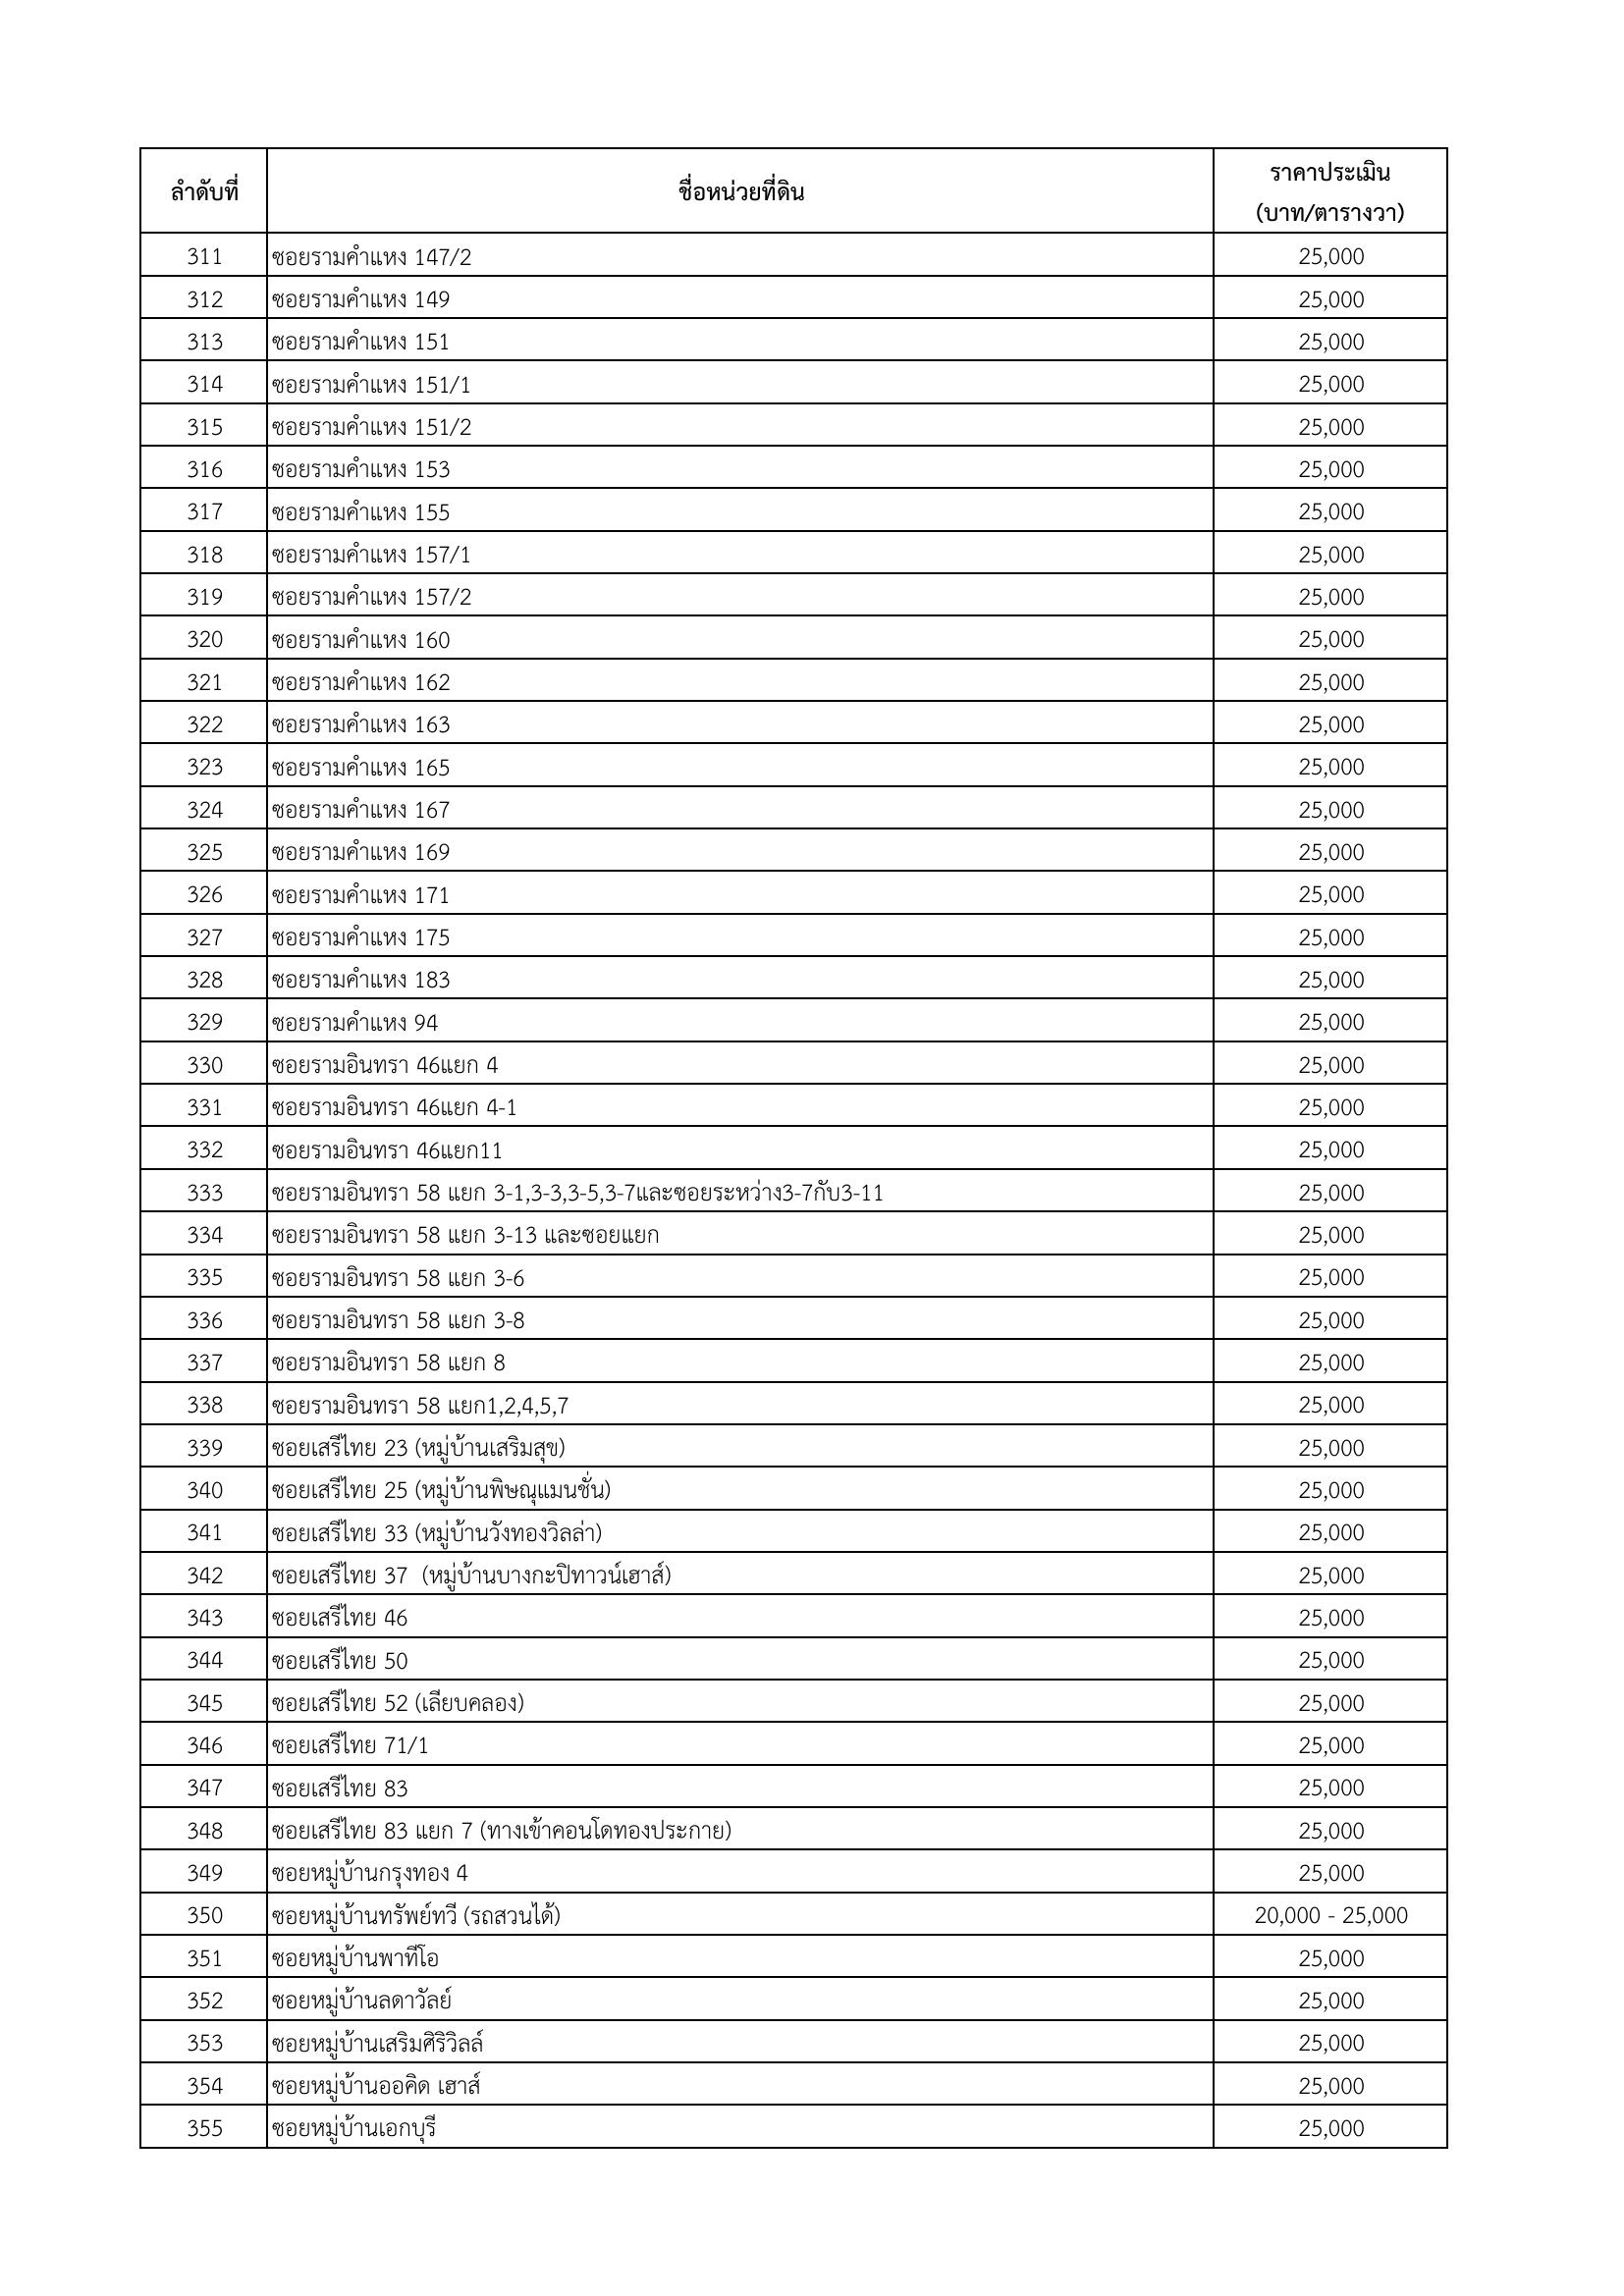 ลำดับที่ ชื่อหน่วยที่ดิน ราคาประเมิน
(บาท/ตารางวา)
311 ซอยรามคำแหง 147/2 25,000
312 ซอยรามคำแหง 149 25,000
313 ซอยรามคำแหง 151 25,000
314 ซอยรามคำแหง 151/1 25,000
315 ซอยรามคำแหง 151/2 25,000
316 ซอยรามคำแหง 153 25,000
317 ซอยรามคำแหง 155 25,000
318 ซอยรามคำแหง 157/1 25,000
319 ซอยรามคำแหง 157/2 25,000
320 ซอยรามคำแหง 160 25,000
321 ซอยรามคำแหง 162 25,000
322 ซอยรามคำแหง 163 25,000
323 ซอยรามคำแหง 165 25,000
324 ซอยรามคำแหง 167 25,000
325 ซอยรามคำแหง 169 25,000
326 ซอยรามคำแหง 171 25,000
327 ซอยรามคำแหง 175 25,000
328 ซอยรามคำแหง 183 25,000
329 ซอยรามคำแหง 94 25,000
330 ซอยรามอินทรา 46แยก 4 25,000
331 ซอยรามอินทรา 46แยก 4-1 25,000
332 ซอยรามอินทรา 46แยก11 25,000
333 ซอยรามอินทรา 58 แยก 3-1,3-3,3-5,3-7และซอยระหว่าง3-7กับ3-11 25,000
334 ซอยรามอินทรา 58 แยก 3-13 และซอยแยก 25,000
335 ซอยรามอินทรา 58 แยก 3-6 25,000
336 ซอยรามอินทรา 58 แยก 3-8 25,000
337 ซอยรามอินทรา 58 แยก 8 25,000
338 ซอยรามอินทรา 58 แยก1,2,4,5,7 25,000
339 ซอยเสรีไทย 23 (หมู่บ้านเสริมสุข) 25,000
340 ซอยเสรีไทย 25 (หมู่บ้านพิษณุแมนชั่น) 25,000
341 ซอยเสรีไทย 33 (หมู่บ้านวังทองวิลล่า) 25,000
342 ซอยเสรีไทย 37  (หมู่บ้านบางกะปิทาวน์เฮาส์) 25,000
343 ซอยเสรีไทย 46 25,000
344 ซอยเสรีไทย 50 25,000
345 ซอยเสรีไทย 52 (เลียบคลอง) 25,000
346 ซอยเสรีไทย 71/1 25,000
347 ซอยเสรีไทย 83 25,000
348 ซอยเสรีไทย 83 แยก 7 (ทางเข้าคอนโดทองประกาย) 25,000
349 ซอยหมู่บ้านกรุงทอง 4 25,000
350 ซอยหมู่บ้านทรัพย์ทวี (รถสวนได้) 20,000 - 25,000
351 ซอยหมู่บ้านพาทีโอ 25,000
352 ซอยหมู่บ้านลดาวัลย์ 25,000
353 ซอยหมู่บ้านเสริมศิริวิลล์ 25,000
354 ซอยหมู่บ้านออคิด เฮาส์ 25,000
355 ซอยหมู่บ้านเอกบุรี 25,000